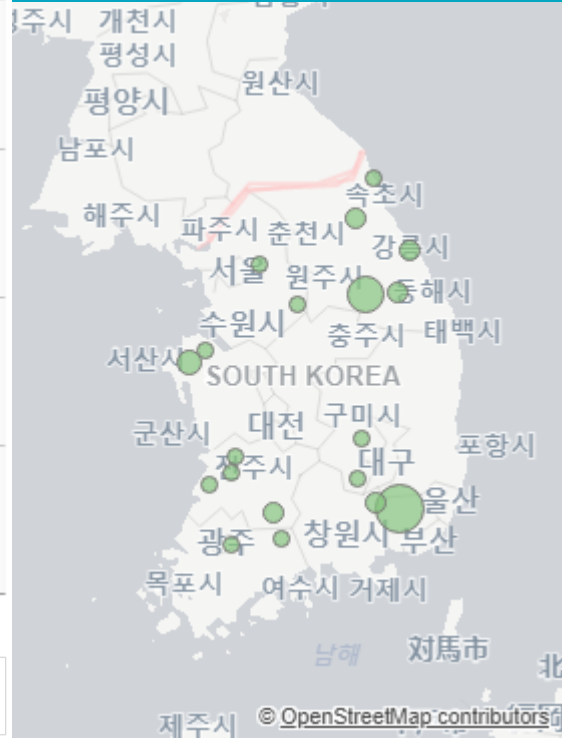 개천시
평성시
원산시
평양시
남포시
해주시
속초시
파주시
춘천시
서울
원주시
동해시
수원시
충주시
태백시
서산시
SOUTH KOREA
군산시
대전
구미시
포항시
전주시
대구
울산
광주
창원시
부산
목포시
여수시
거제시
남해
対馬市
제주시
© OpenStreetMap contributors